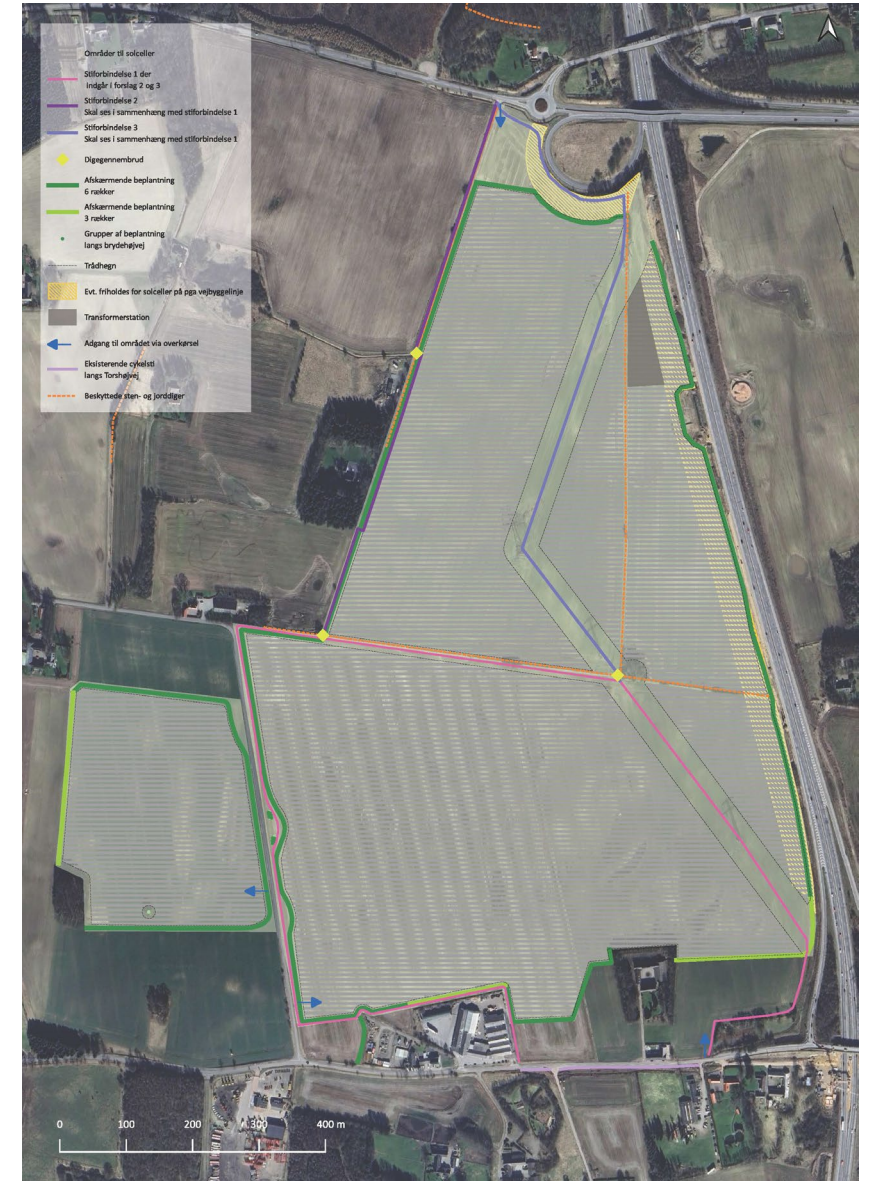 Områder til solceller
Stiforbindelse 1 der
indgår i forslag 2 og 3
Stiforbindelse 2
Skal ses i sammenhæng med stiforbindelse 1
Stiforbindelse 3
Skal ses i sammenhæng med stiforbindelse 1
Digegennembrud
Afskærmende beplantning
6 rækker
Afskærmende beplantning
3 rækker
Grupper af beplantning
langs brydehøjvej
Trådhegn
Evt. friholdes for solceller på pga vejbyggelinje
Transformerstation
Adgang til området via overkørsel
Eksisterende cykelsti
langs Torshøjvej
Beskyttede sten- og jorddiger
0 100 200 300 400 m